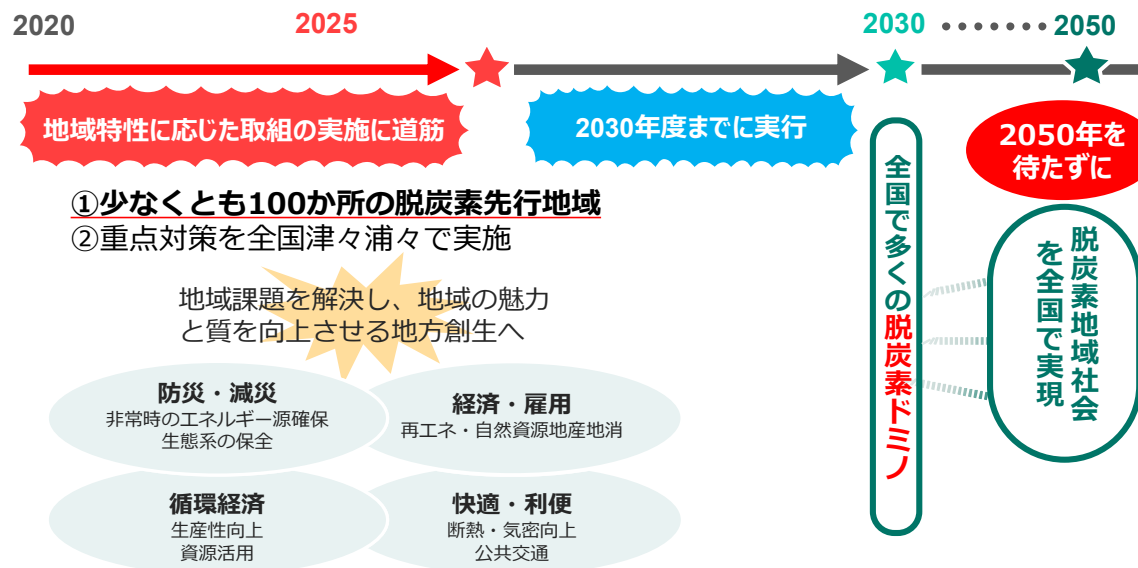 2020
2025
2030 ・・・・・・・ 2050
地域特性に応じた取組の実施に道筋
2030年度までに実行
2050年を
待たずに
①少なくとも100か所の脱炭素先行地域
②重点対策を全国津々浦々で実施
地域課題を解決し、地域の魅力
と質を向上させる地方創生へ
防災・減災
非常時のエネルギー源確保
生態系の保全
経済・雇用
再エネ・自然資源地産地消
循環経済
生産性向上
資源活用
快適・利便
断熱・気密向上
公共交通
全国で多くの脱炭素ドミノ
脱炭素地域社会
を全国で実現